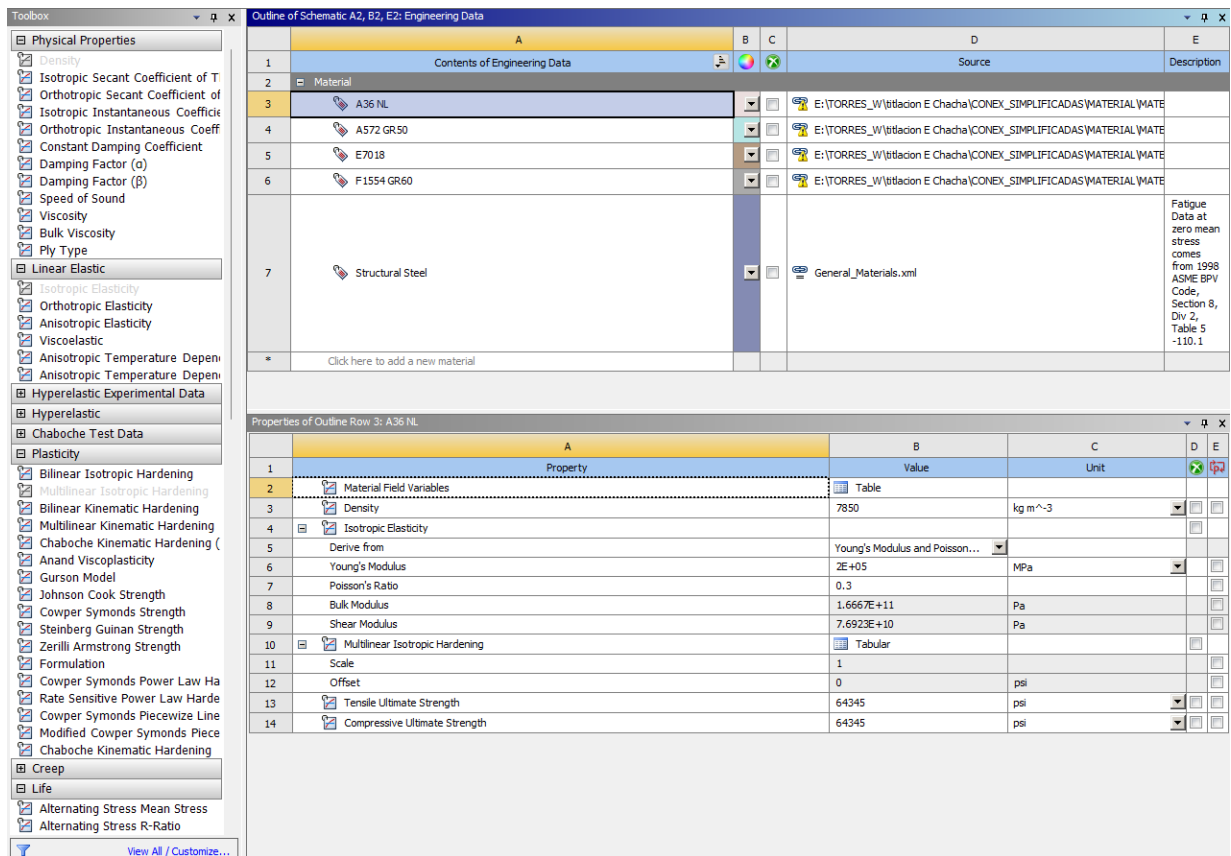 Toolbox
Physical Properties
Density
Isotropic Secant Coefficient of T
Orthotropic Secant Coefficient of
Isotropic Instantaneous Coefficie
Orthotropic Instantaneous Coeff
Constant Damping Coefficient
Damping Factor (α)
Damping Factor (β)
Speed of Sound
Viscosity
Bulk Viscosity
Ply Type
Linear Elastic
Isotropic Elasticity
Orthotropic Elasticity
Anisotropic Elasticity
Viscoelastic
Anisotropic Temperature Depen
Anisotropic Temperature Depen
Hyperelastic Experimental Data
Hyperelastic
Chaboche Test Data
Plasticity
Bilinear Isotropic Hardening
Multilinear Isotropic Hardening
Bilinear Kinematic Hardening
Multilinear Kinematic Hardening
Chaboche Kinematic Hardening (
Anand Viscoplasticity
Gurson Model
Johnson Cook Strength
Cowper Symonds Strength
Steinberg Guinan Strength
Zerilli Armstrong Strength
Formulation
Cowper Symonds Power Law Ha
Rate Sensitive Power Law Harde
Cowper Symonds Piecewize Line
Modified Cowper Symonds Piece
Chaboche Kinematic Hardening
Creep
Life
Alternating Stress Mean Stress
Alternating Stress R-Ratio
View All / Customize...
Outline of Schematic A2, B2, E2: Engineering Data
A B C D E
1 Contents of Engineering Data Source Description
2 Material
3 A36 NL E:\TORRES_W\titlacion E Chacha\CONEX_SIMPLIFICADAS\MATERIAL\MATE
4 A572 GR50 E:\TORRES_W\titlacion E Chacha\CONEX_SIMPLIFICADAS\MATERIAL\MATE
5 E7018 E:\TORRES_W\titlacion E Chacha\CONEX_SIMPLIFICADAS\MATERIAL\MATE
6 F1554 GR60 E:\TORRES_W\titlacion E Chacha\CONEX_SIMPLIFICADAS\MATERIAL\MATE
7 Structural Steel General_Materials.xml
Fatigue
Data at
zero mean
stress
comes
from 1998
ASME BPV
Code,
Section 8,
Div 2,
Table 5
-110.1
* Click here to add a new material
Properties of Outline Row 3: A36 NL
A B C D E
1 Property Value Unit
2 Material Field Variables Table
3 Density 7850 kg m^-3
4 Isotropic Elasticity
5 Derive from Young's Modulus and Poisson...
6 Young's Modulus 2E+05 MPa
7 Poisson's Ratio 0.3
8 Bulk Modulus 1.6667E+11 Pa
9 Shear Modulus 7.6923E+10 Pa
10 Multilinear Isotropic Hardening Tabular
11 Scale 1
12 Offset 0 psi
13 Tensile Ultimate Strength 64345 psi
14 Compressive Ultimate Strength 64345 psi